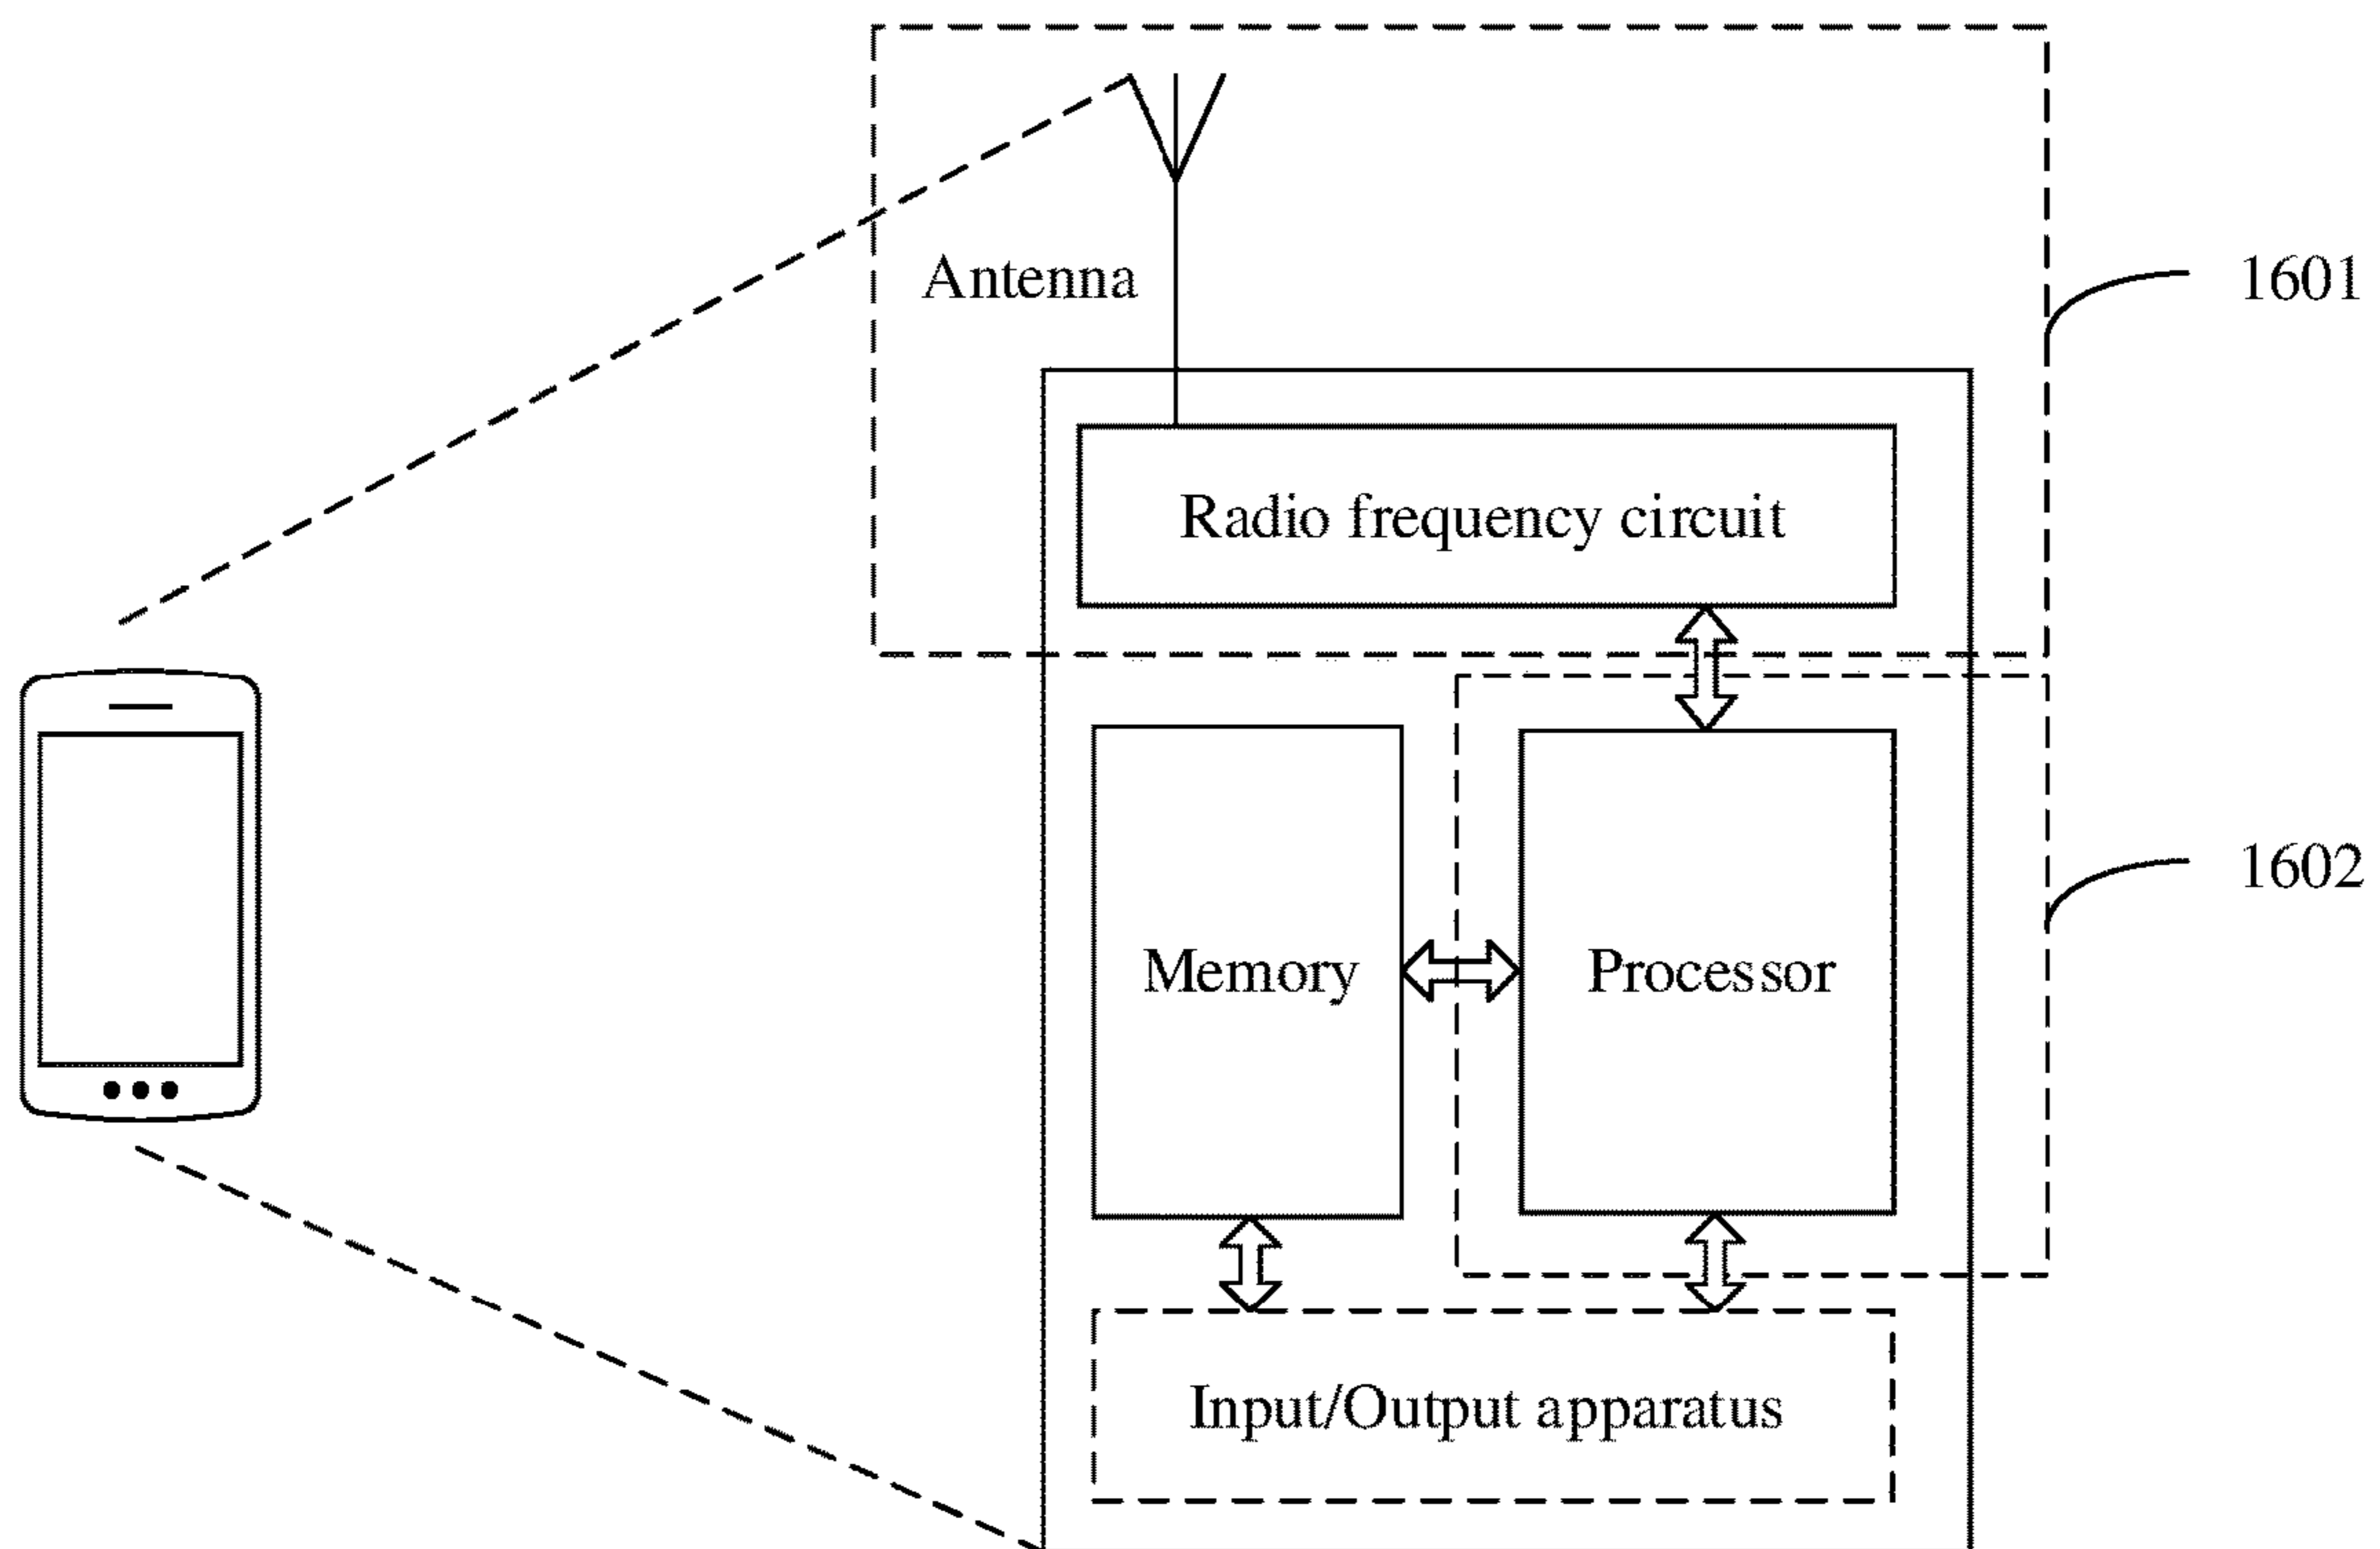 Antenna
1601
Radio frequency circuit
1602
Memory
Processor
Input/Output apparatus